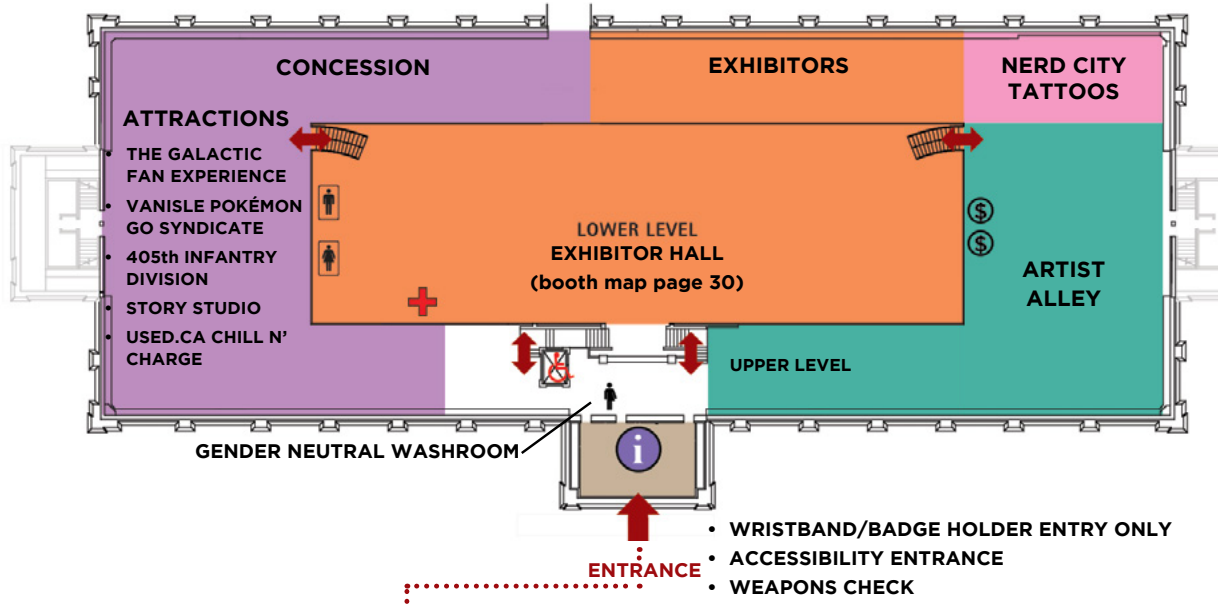 CONCESSION
EXHIBITORS
NERD CITY
TATTOOS
ATTRACTIONS
• THE GALACTIC
FAN EXPERIENCE
• VANISLE POKÉMON
GO SYNDICATE
• 405th INFANTRY
DIVISION
• STORY STUDIO
• USED.CA CHILL N’
CHARGE
LOWER LEVEL
EXHIBITOR HALL
(booth map page 30)
$
$
ARTIST
ALLEY
UPPER LEVEL
GENDER NEUTRAL WASHROOM
i
ENTRANCE
• WRISTBAND/BADGE HOLDER ENTRY ONLY
• ACCESSIBILITY ENTRANCE
• WEAPONS CHECK